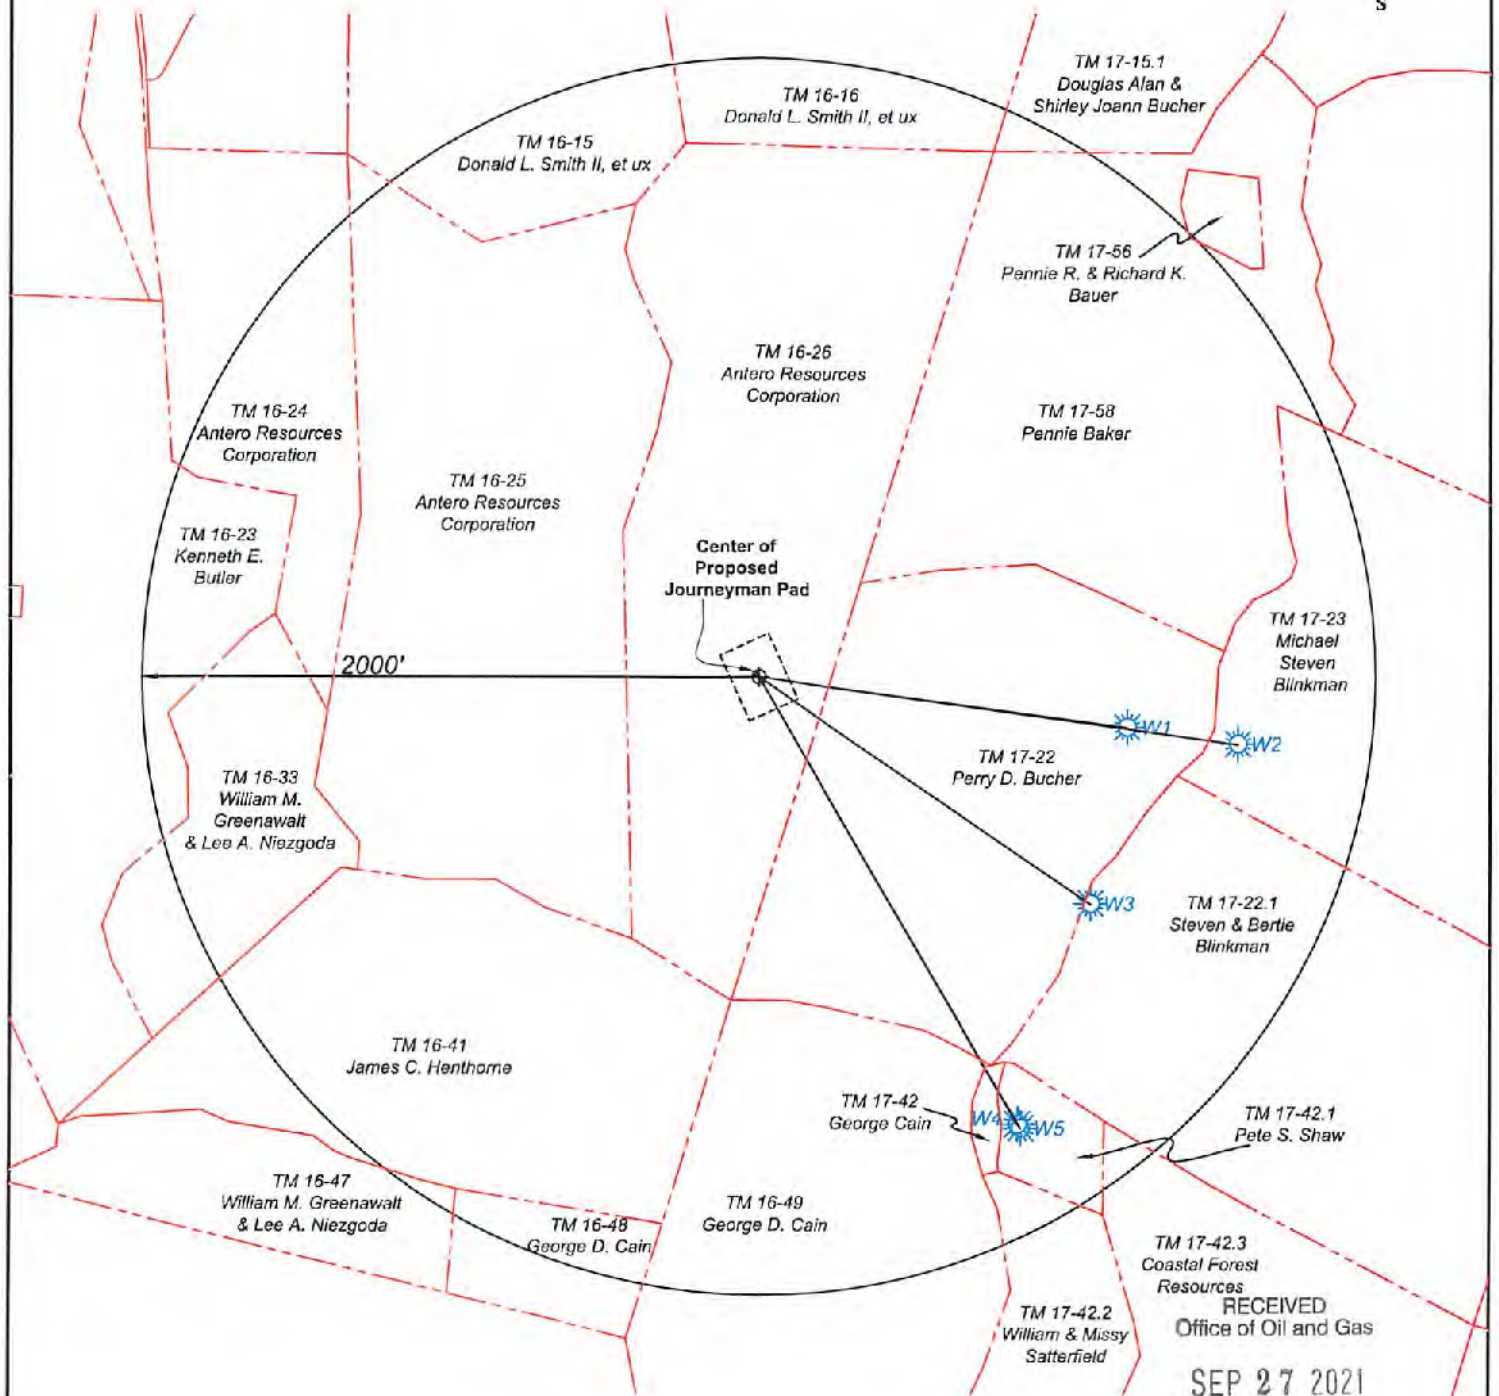 S
TM 17-15.1
Douglas Alan &
Shirley Joann Bucher
TM 16-16
Donald L. Smith II, et ux
TM 16-15
Donald L. Smith II, et ux
TM 17-56
Pennie R. & Richard K.
Bauer
TM 16-26
Antero Resources
Corporation
TM 17-58
Pennie Baker
TM 16-24
Antero Resources
Corporation
TM 16-25
Antero Resources
Corporation
TM 16-23
Kenneth E.
Butler
Center of
Proposed
Journeyman Pad
TM 17-23
Michael
Steven
Blinkman
2000'
W1
W2
TM 17-22
Perry D. Bucher
TM 16-33
William M.
Greenawalt
& Lee A. Niezgoda
W3
TM 17-22.1
Steven & Bertie
Blinkman
TM 16-41
James C. Henthorne
TM 17-42
George Cain
W4
W5
TM 17-42.1
Pete S. Shaw
TM 16-47
William M. Greenawalt
& Lee A. Niezgoda
TM 16-48
George D. Cain
TM 16-49
George D. Cain
TM 17-42.3
Coastal Forest
Resources
TM 17-42.2
William & Missy
Satterfield
RECEIVED
Office of Oil and Gas
SEP 27 2021